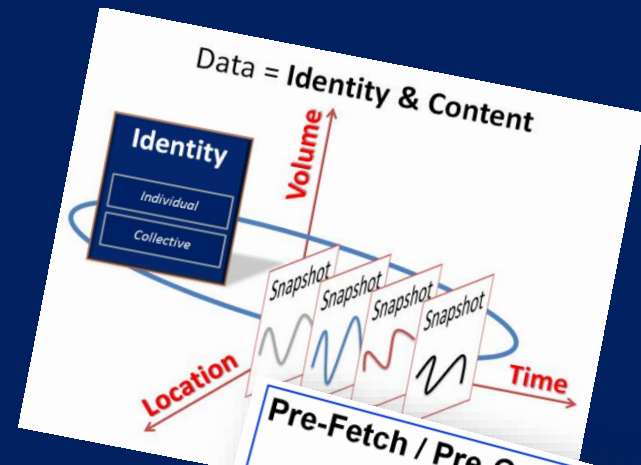 Data = Identity & Content
Identity
Individual
Collective
Volume
Snapshot
Snapshot
Snapshot
Snapshot
Location
Time
Pre-Fetch / Pre-